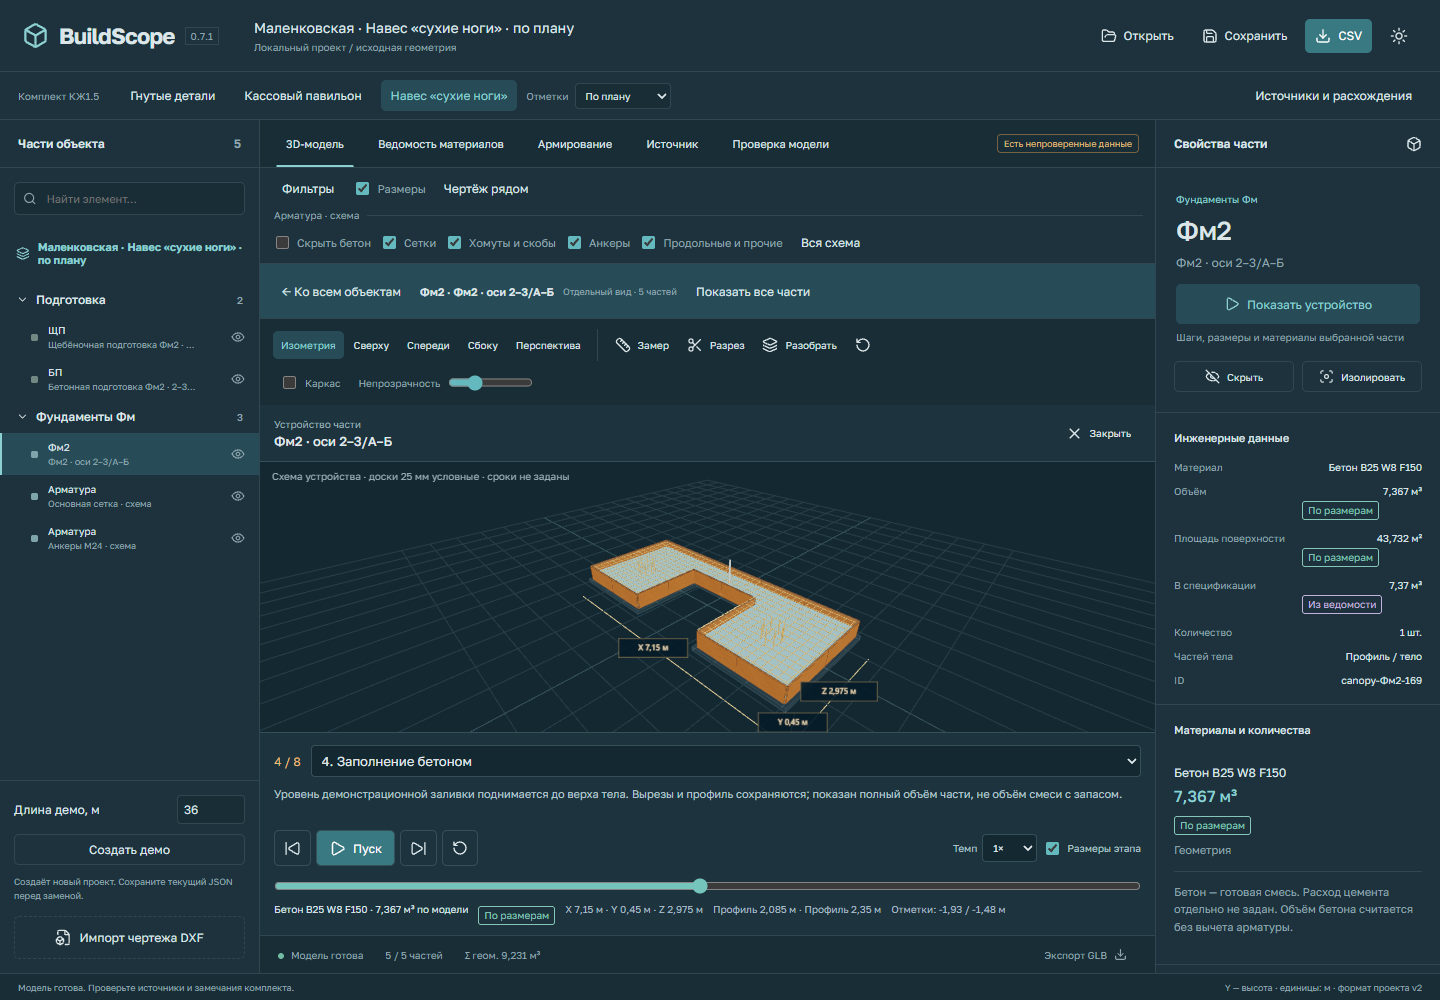 BuildScope 0.7.1
Маленковская · Навес «сухие ноги» · по плану
Локальный проект / исходная геометрия
Открыть
Сохранить
CSV
Комплект КЖ1.5
Гнутые детали
Кассовый павильон
Навес «сухие ноги»
Отметки
По плану
Источники и расхождения
Части объекта 5
Найти элемент...
Маленковская · Навес «сухие ноги» ·
по плану
Подготовка 2
ЩП
Щебёночная подготовка Фм2 · ...
БП
Бетонная подготовка Фм2 · 2–3...
Фундаменты Фм 3
Фм2
Фм2 · оси 2–3/А–Б
Арматура
Основная сетка · схема
Арматура
Анкеры М24 · схема
Длина демо, м 36
Создать демо
Создаёт новый проект. Сохраните текущий JSON
перед заменой.
Импорт чертежа DXF
3D-модель
Ведомость материалов
Армирование
Источник
Проверка модели
Есть непроверенные данные
Фильтры
Размеры
Чертёж рядом
Арматура · схема
Скрыть бетон
Сетки
Хомуты и скобы
Анкеры
Продольные и прочие
Вся схема
← Ко всем объектам
Фм2 · Фм2 · оси 2–3/А–Б
Отдельный вид · 5 частей
Показать все части
Изометрия
Сверху
Спереди
Сбоку
Перспектива
Замер
Разрез
Разобрать
Каркас
Непрозрачность
Устройство части
Фм2 · оси 2–3/А–Б
Закрыть
Схема устройства · доски 25 мм условные · сроки не заданы
X 7,15 м
Z 2,975 м
Y 0,45 м
4 / 8
4. Заполнение бетоном
Уровень демонстрационной заливки поднимается до верха тела. Вырезы и профиль сохраняются; показан полный объём части, не объём смеси с запасом.
Пуск
Темп
1×
Размеры этапа
Бетон B25 W8 F150 · 7,367 м³ по модели
По размерам
X 7,15 м · Y 0,45 м · Z 2,975 м
Профиль 2,085 м · Профиль 2,35 м
Отметки: -1,93 / -1,48 м
Модель готова
5 / 5 частей
Σ геом. 9,231 м³
Экспорт GLB
Свойства части
Фундаменты Фм
Фм2
Фм2 · оси 2–3/А–Б
Показать устройство
Шаги, размеры и материалы выбранной части
Скрыть
Изолировать
Инженерные данные
Материал Бетон B25 W8 F150
Объём 7,367 м³
По размерам
Площадь поверхности 43,732 м²
По размерам
В спецификации 7,37 м³
Из ведомости
Количество 1 шт.
Частей тела Профиль / тело
ID canopy-Фм2-169
Материалы и количества
Бетон B25 W8 F150
7,367 м³
По размерам
Геометрия
Бетон — готовая смесь. Расход цемента
отдельно не задан. Объём бетона считается
без вычета арматуры.
Модель готова. Проверьте источники и замечания комплекта.
Y — высота · единицы: м · формат проекта v2